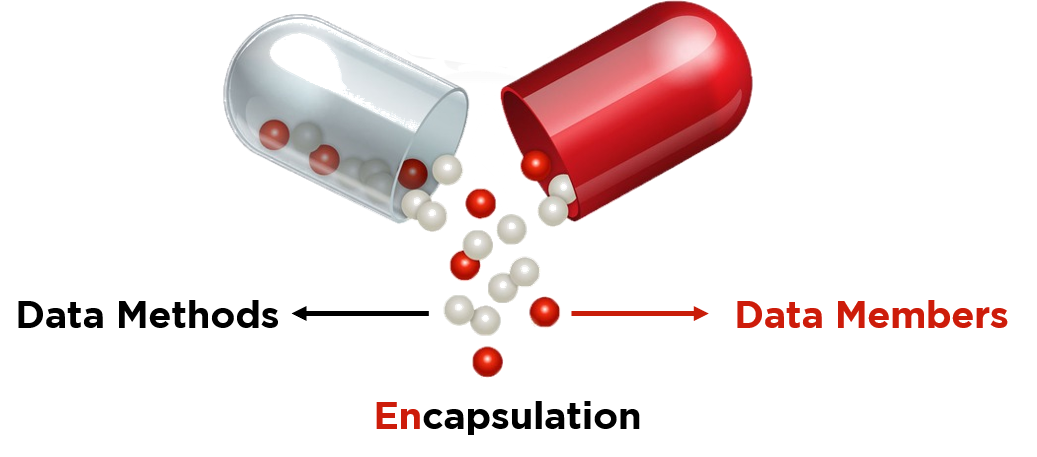 Data Methods
Data Members
Encapsulation